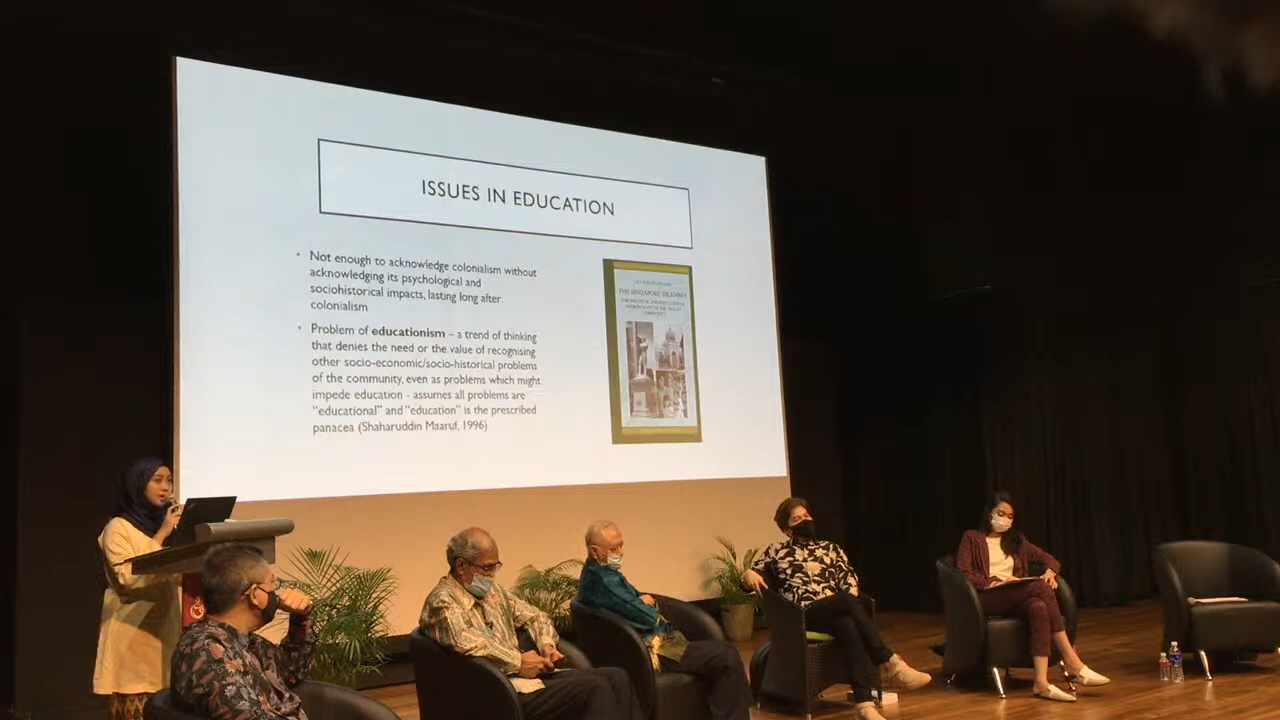 ISSUES IN EDUCATION
• Not enough to acknowledge colonialism without
acknowledging its psychological and
sociohistorical impacts, lasting long after
colonialism
• Problem of educationism – a trend of thinking
that denies the need or the value of recognising
other socio-economic/socio-historical problems
of the community, even as problems which might
impede education - assumes all problems are
“educational” and “education” is the prescribed
panacea (Shaharuddin Maaruf, 1996)
THE SINGAPORE DILEMMA